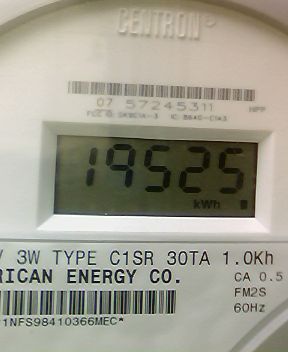 CENTRON®
07 57245311
HPP
19525
kWh
V 3W TYPE C1SR 30TA 1.0Kh
RICAN ENERGY CO.
CA 0.5
FM2S
60Hz
1NFS98410366MEC*